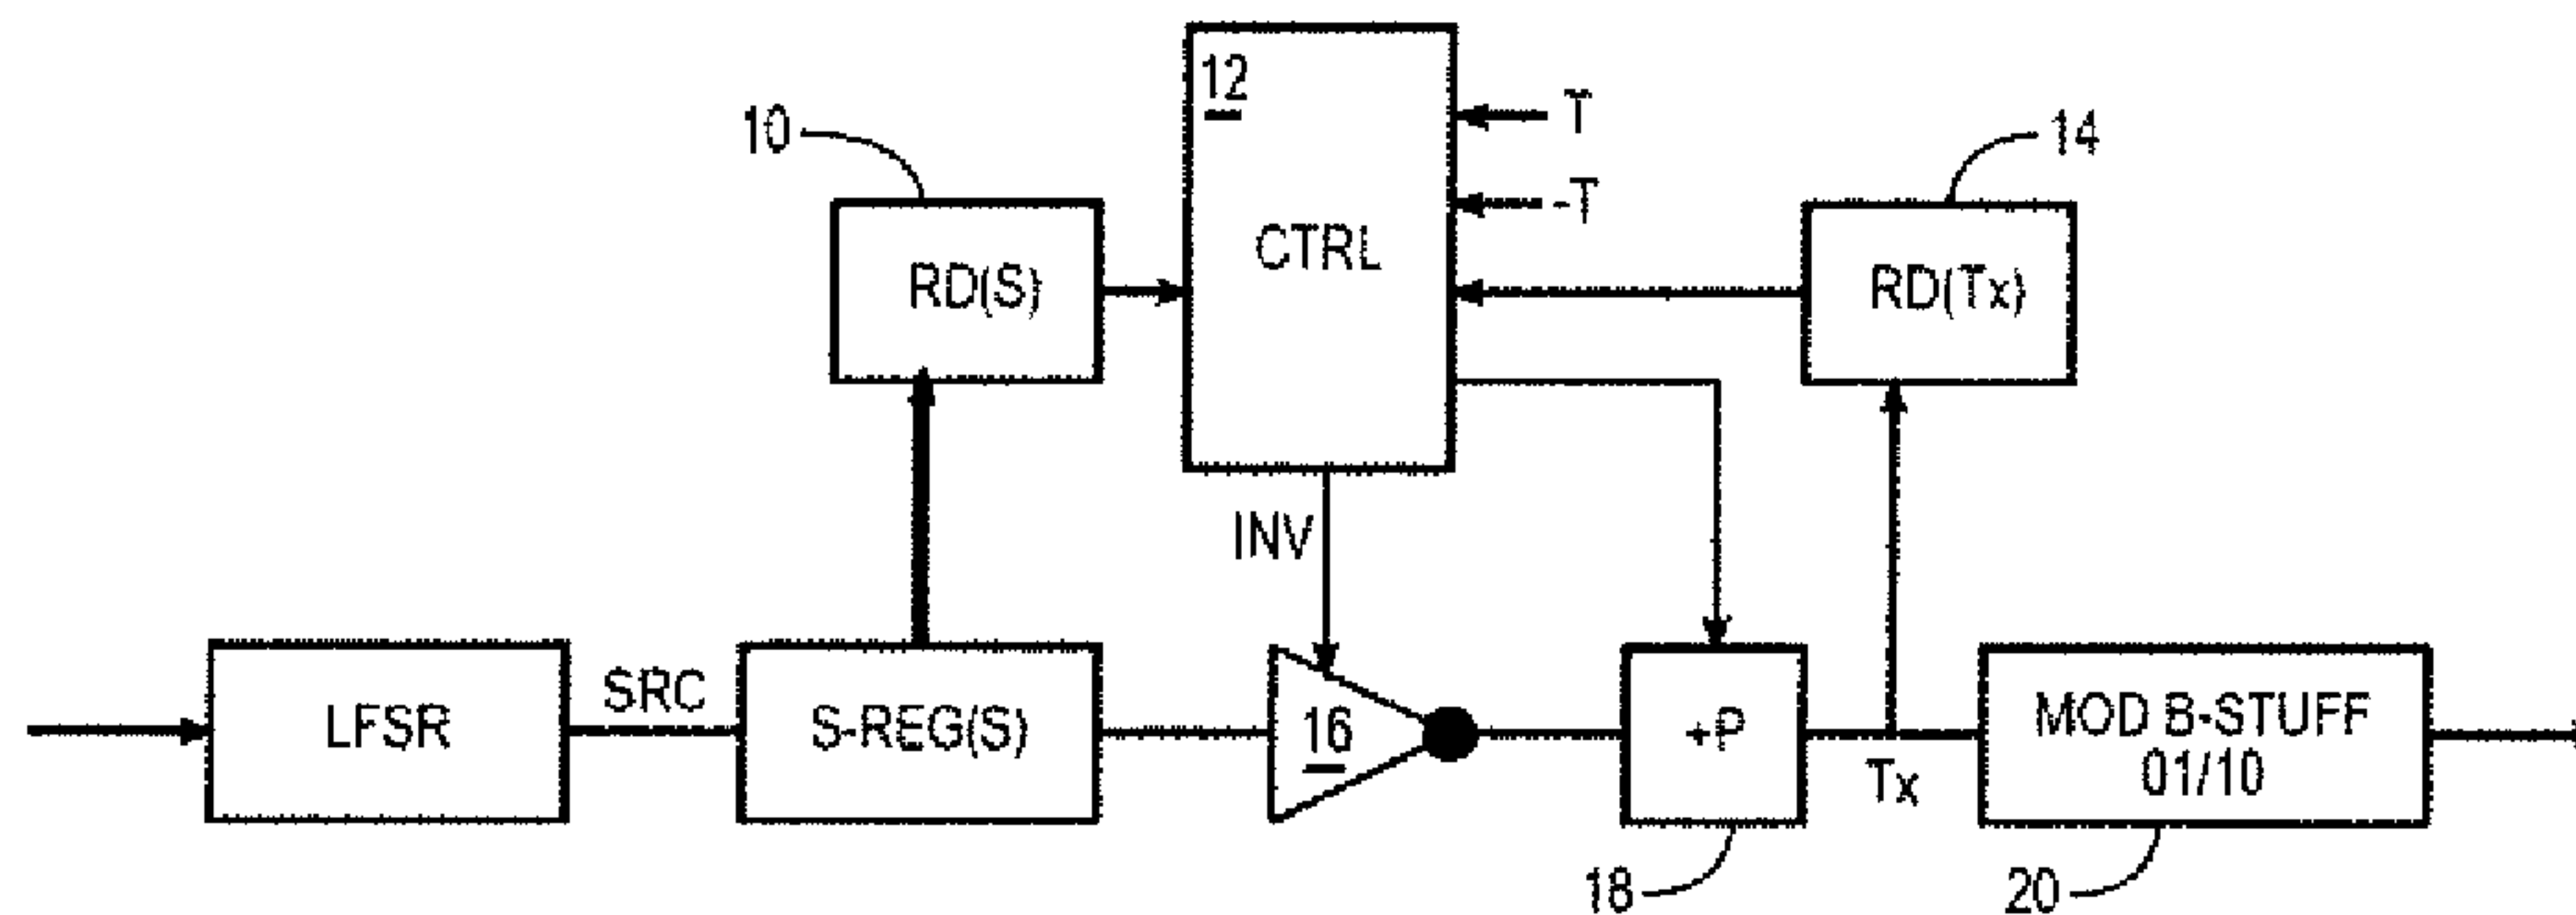 12
T
10
14
-T
CTRL
RD(S)
RD(Tx)
INV
SRC
LFSR
S-REG(S)
16
+P
MOD B-STUFF
01/10
Tx
18
20